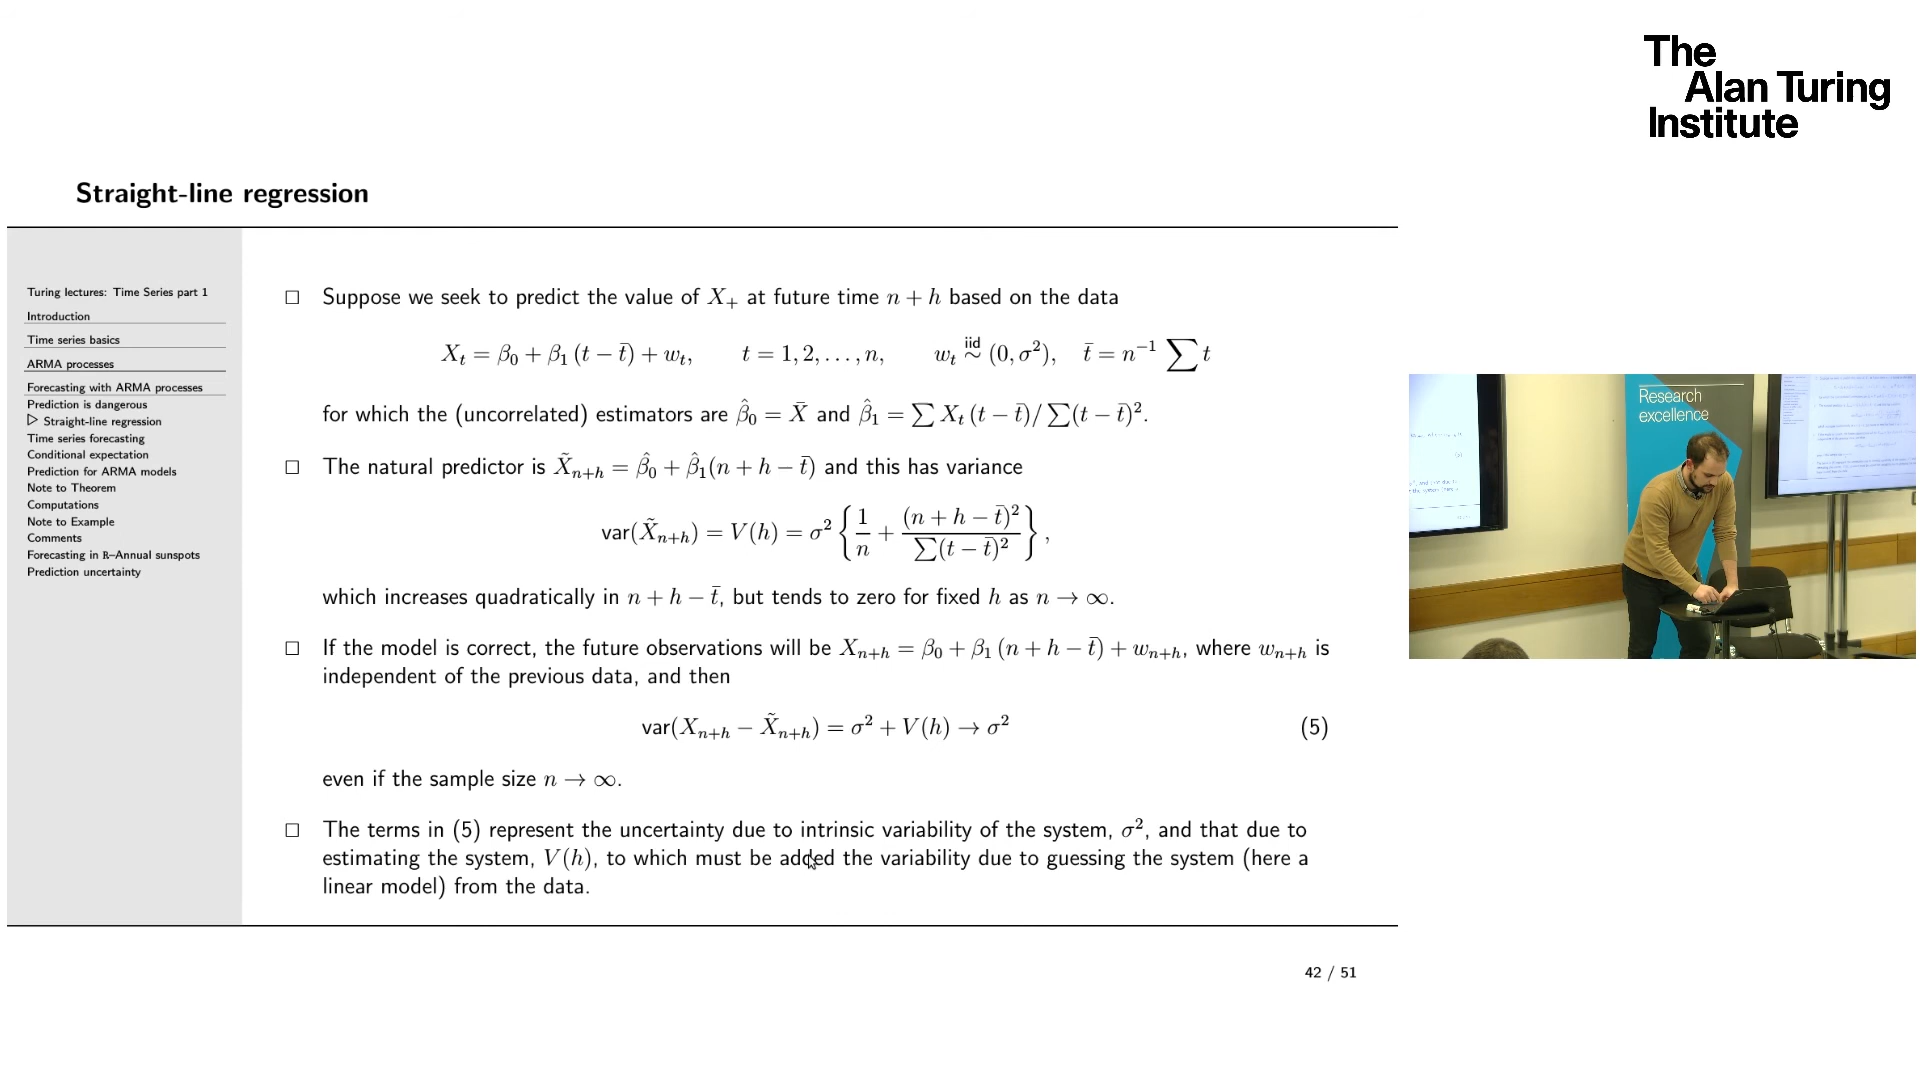 The
Alan Turing
Institute
Straight-line regression
Turing lectures: Time Series part 1
Introduction
Time series basics
ARMA processes
Forecasting with ARMA processes
Prediction is dangerous
▷ Straight-line regression
Time series forecasting
Conditional expectation
Prediction for ARMA models
Note to Theorem
Computations
Note to Example
Comments
Forecasting in R–Annual sunspots
Prediction uncertainty
□ Suppose we seek to predict the value of X₊ at future time n + h based on the data
X_t = β₀ + β₁ (t − t̄) + w_t, t = 1, 2, . . . , n, w_t iid ∼ (0, σ²), t̄ = n⁻¹ ∑ t
for which the (uncorrelated) estimators are β̂₀ = X̄ and β̂₁ = ∑ X_t (t − t̄)/ ∑(t − t̄)².
□ The natural predictor is X̃_{n+h} = β̂₀ + β̂₁(n + h − t̄) and this has variance
var(X̃_{n+h}) = V(h) = σ² { 1/n + (n + h − t̄)²/∑(t − t̄)² } ,
which increases quadratically in n + h − t̄, but tends to zero for fixed h as n → ∞.
□ If the model is correct, the future observations will be X_{n+h} = β₀ + β₁ (n + h − t̄) + w_{n+h}, where w_{n+h} is
independent of the previous data, and then
var(X_{n+h} − X̃_{n+h}) = σ² + V(h) → σ² (5)
even if the sample size n → ∞.
□ The terms in (5) represent the uncertainty due to intrinsic variability of the system, σ², and that due to
estimating the system, V(h), to which must be added the variability due to guessing the system (here a
linear model) from the data.
42 / 51
Research
excellence